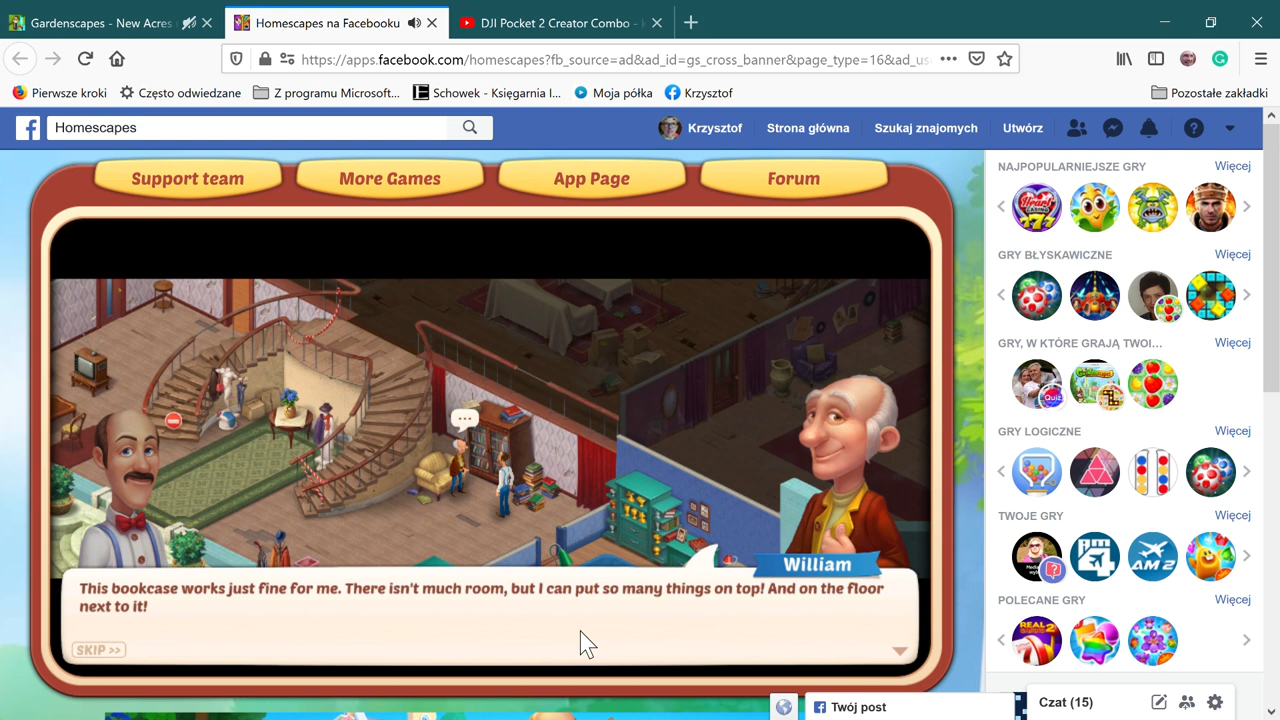 Gardenscapes - New Acres
Homescapes na Facebooku
DJI Pocket 2 Creator Combo -
https://apps.facebook.com/homescapes?fb_source=ad&ad_id=gs_cross_banner&page_type=16&ad_us
Pierwsze kroki
Często odwiedzane
Z programu Microsoft...
Schowek - Księgarnia I...
Moja półka
Krzysztof
Pozostałe zakładki
Homescapes
Krzysztof
Strona główna
Szukaj znajomych
Utwórz
Support team
More Games
App Page
Forum
NAJPOPULARNIEJSZE GRY
Więcej
GRY BŁYSKAWICZNE
Więcej
GRY, W KTÓRE GRAJĄ TWOI...
Więcej
GRY LOGICZNE
Więcej
TWOJE GRY
Więcej
POLECANE GRY
Więcej
William
This bookcase works just fine for me. There isn't much room, but I can put so many things on top! And on the floor
next to it!
SKIP >>
Twój post
Czat (15)